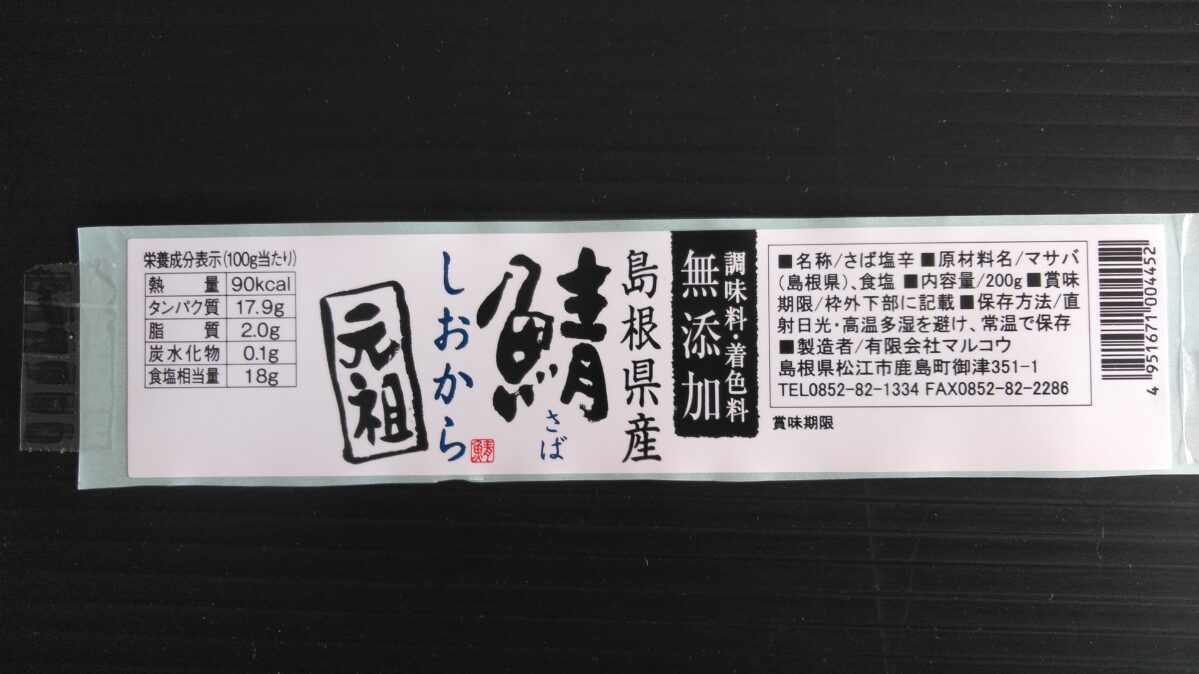 栄養成分表示(100g当たり)
熱量 90kcal
タンパク質 17.9g
脂質 2.0g
炭水化物 0.1g
食塩相当量 18g
元祖
しおから
鯖
鯖
さば
島根県産
無添加
調味料・着色料
■名称/さば塩辛■原材料名/マサバ
(島根県)、食塩■内容量/200g■賞味
期限/枠外下部に記載■保存方法/直
射日光・高温多湿を避け、常温で保存
■製造者/有限会社マルコウ
島根県松江市鹿島町御津351-1
TEL0852-82-1334 FAX0852-82-2286
賞味期限
4 951671 004452